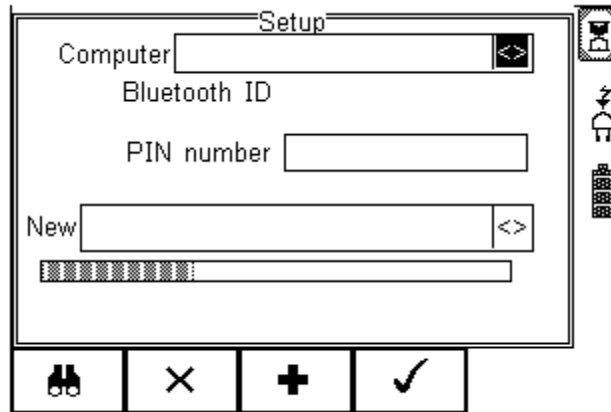 Setup
Computer <>
Bluetooth ID
PIN number
New <>